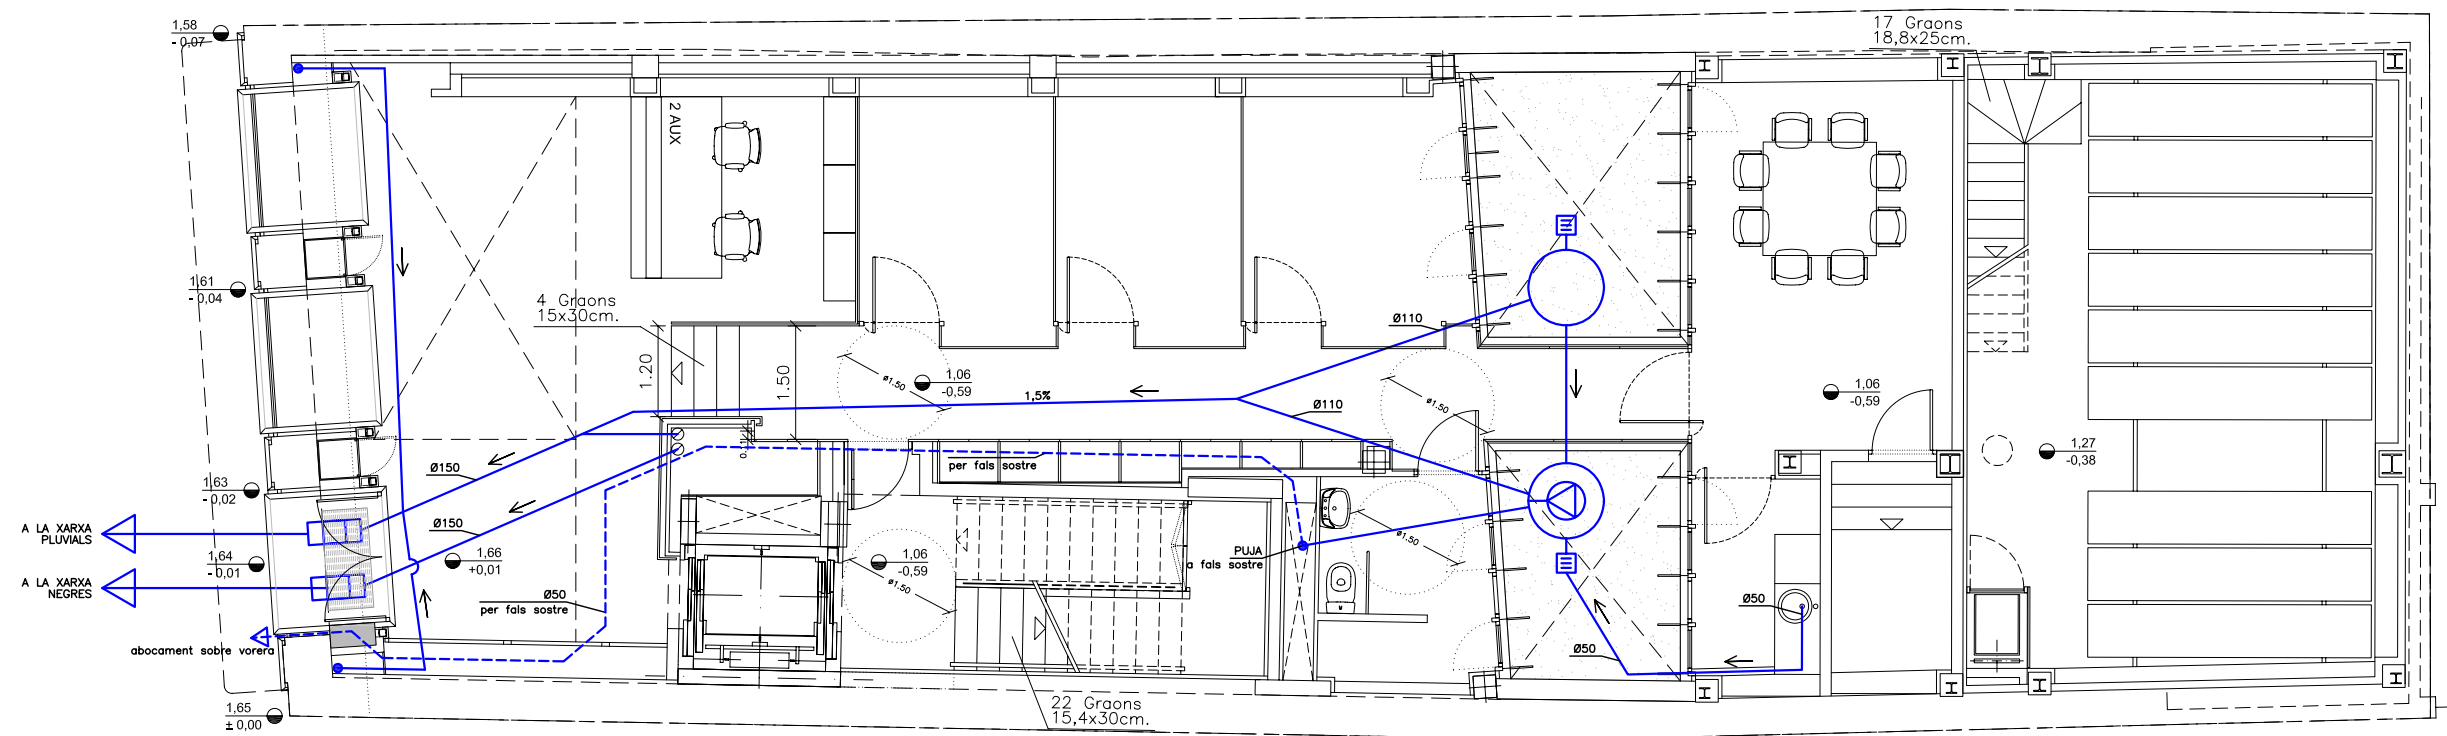 1,58
- 0,07
17 Graons
18,8x25cm.
2 AUX
1,61
- 0,04
4 Graons
15x30cm.
Ø110
1.20
1.50
ø1.50
1,06
-0,59
1,5%
Ø110
ø1.50
1,06
-0,59
Ø150
per fals sostre
1,27
-0,38
1,63
- 0,02
Ø150
A LA XARXA
PLUVIALS
1,64
- 0,01
1,66
+0,01
1,06
-0,59
ø1.50
PUJA
a fals sostre
ø1.50
A LA XARXA
NEGRES
Ø50
per fals sostre
Ø50
abocament sobre vorera
Ø50
1,65
± 0,00
22 Graons
15,4x30cm.